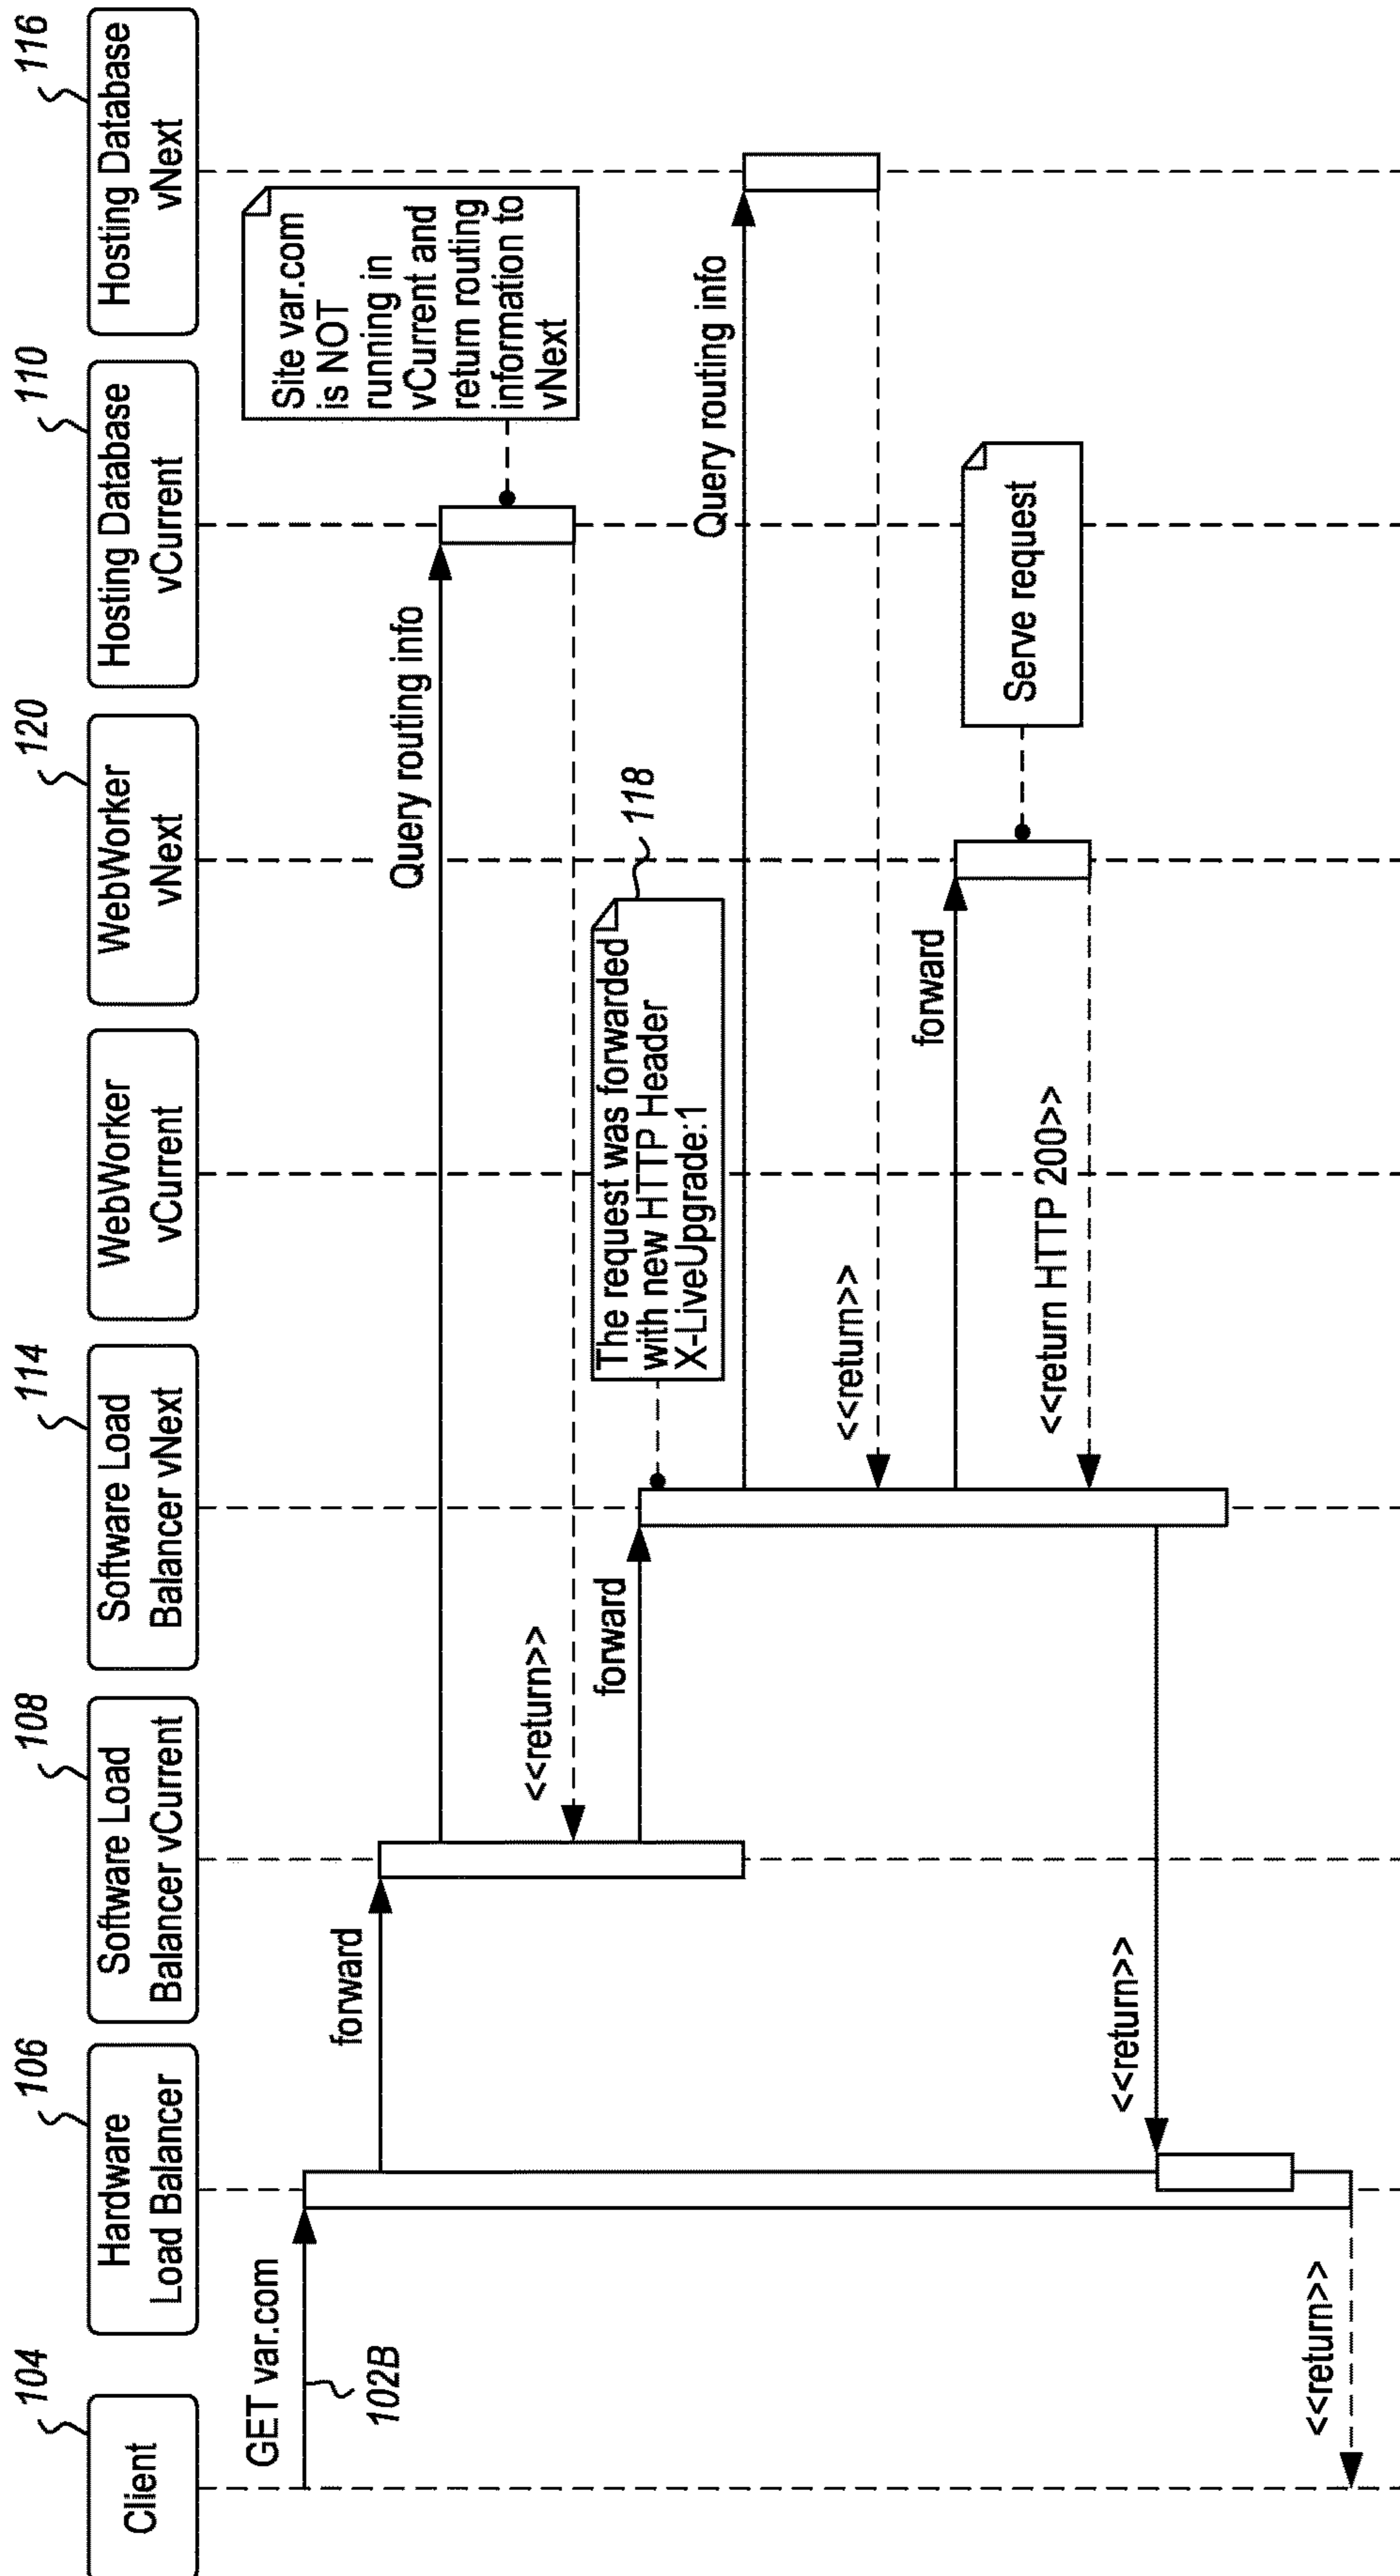 104
Client
106
Hardware
Load Balancer
108
Software Load
Balancer vCurrent
114
Software Load
Balancer vNext
WebWorker
vCurrent
120
WebWorker
vNext
110
Hosting Database
vCurrent
116
Hosting Database
vNext
GET var.com
102B
forward
Query routing info
Site var.com
is NOT
running in
vCurrent and
return routing
information to
vNext
<<return>>
forward
The request was forwarded
with new HTTP Header
X-LiveUpgrade:1
118
Query routing info
<<return>>
forward
Serve request
<<return HTTP 200>>
<<return>>
<<return>>